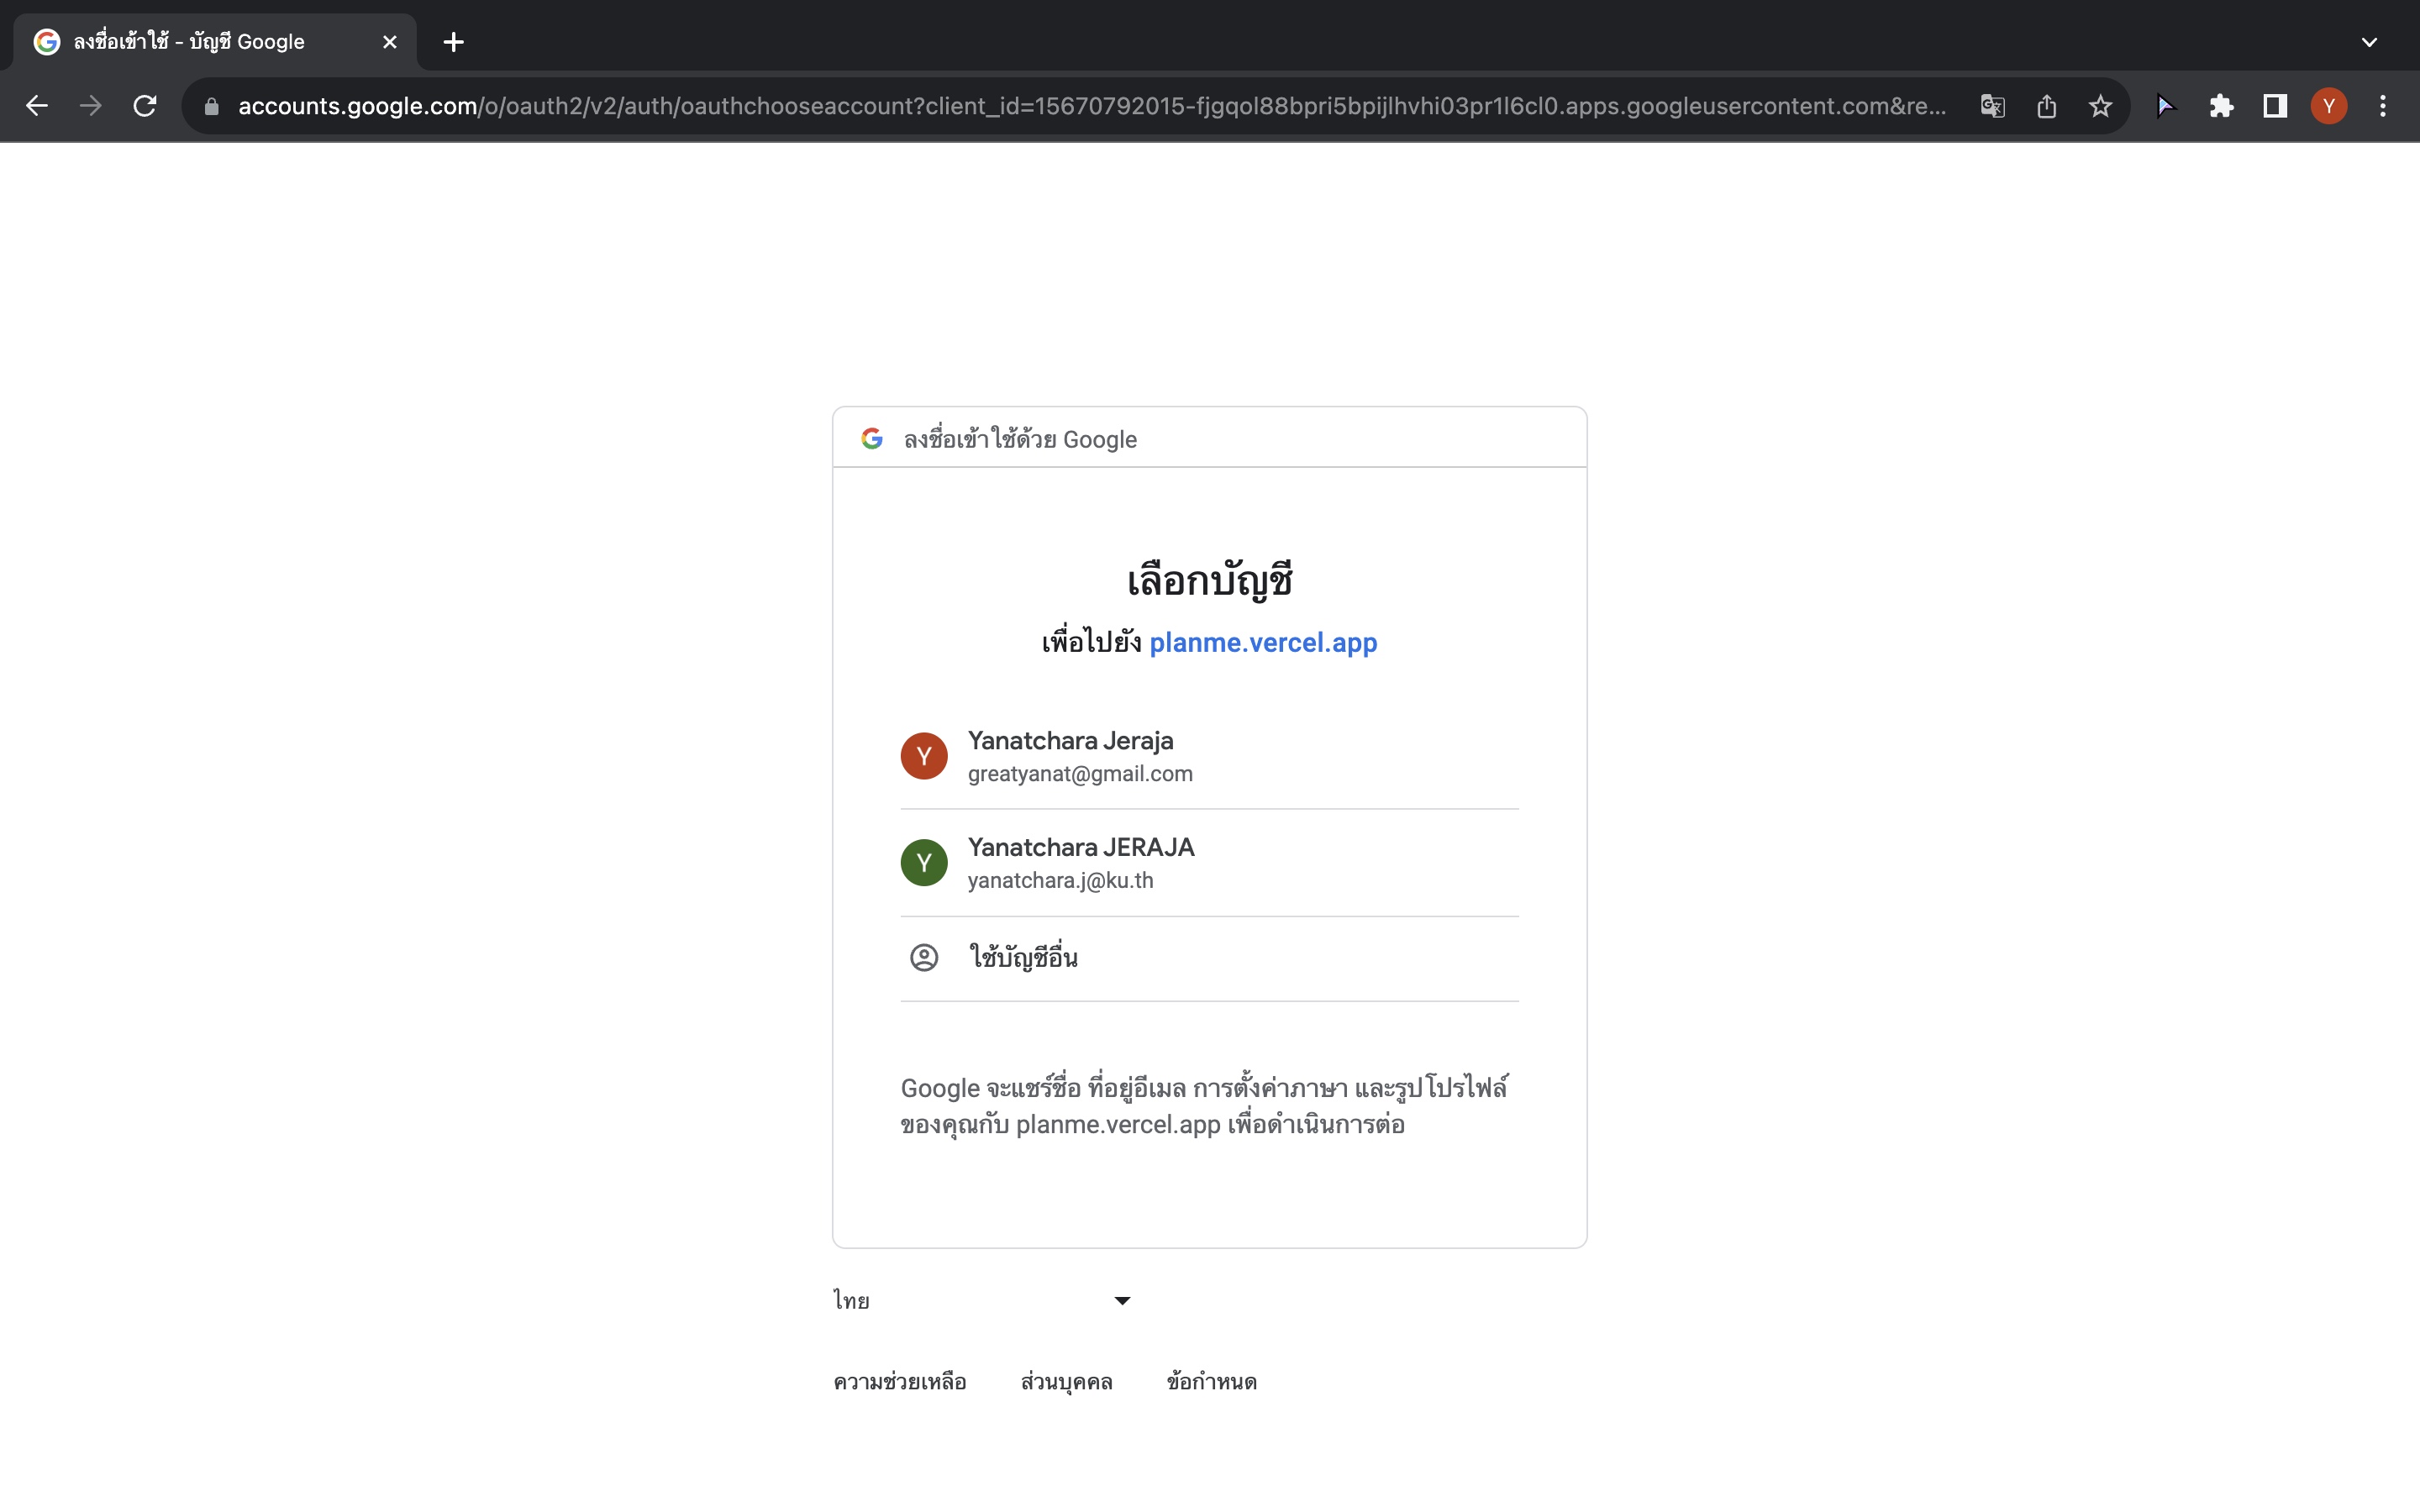 ลงชื่อเข้าใช้ - บัญชี Google
accounts.google.com/o/oauth2/v2/auth/oauthchooseaccount?client_id=15670792015-fjgqol88bpri5bpijlhvhi03pr1l6cl0.apps.googleusercontent.com&re...
Y
ลงชื่อเข้าใช้ด้วย Google
เลือกบัญชี
เพื่อไปยัง planme.vercel.app
Y
Yanatchara Jeraja
greatyanat@gmail.com
Y
Yanatchara JERAJA
yanatchara.j@ku.th
ใช้บัญชีอื่น
Google จะแชร์ชื่อ ที่อยู่อีเมล การตั้งค่าภาษา และรูปโปรไฟล์
ของคุณกับ planme.vercel.app เพื่อดำเนินการต่อ
ไทย
ความช่วยเหลือ ส่วนบุคคล ข้อกำหนด